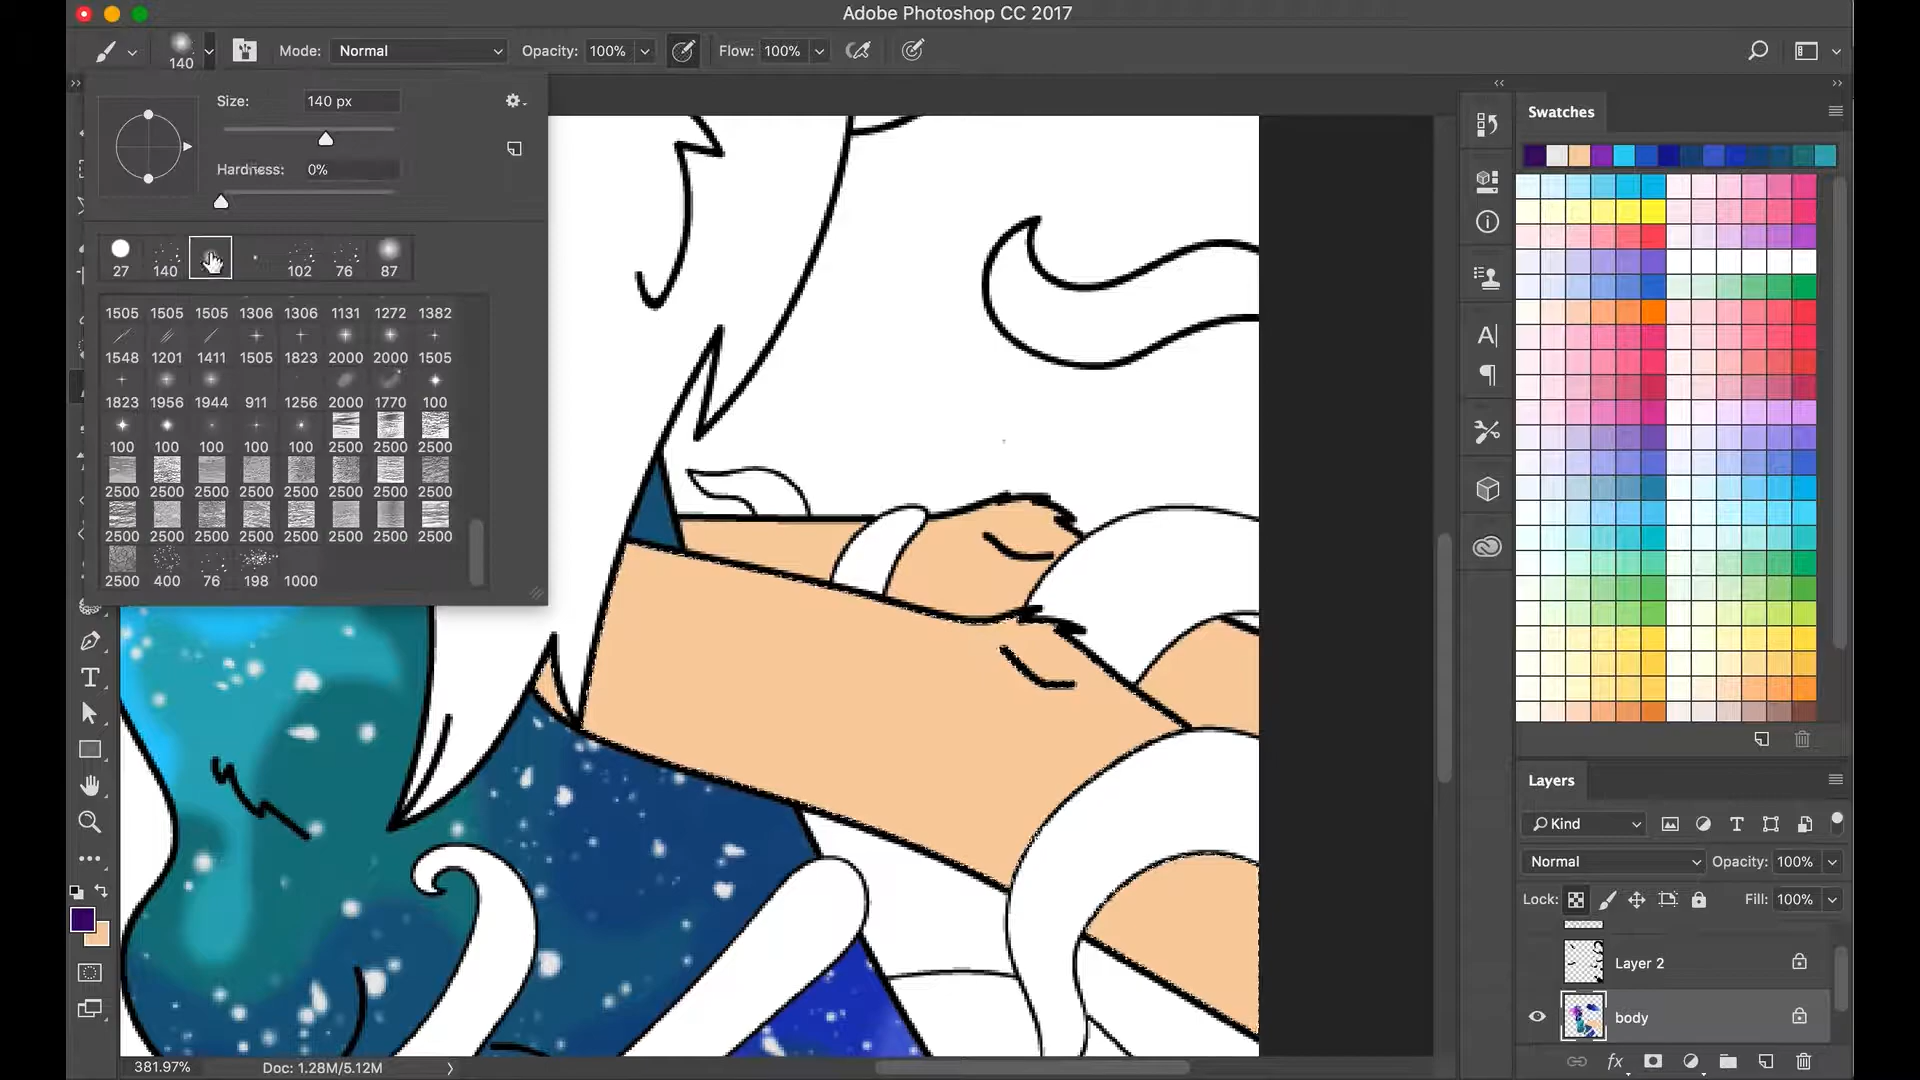 Adobe Photoshop CC 2017
140 Mode: Normal Opacity: 100% Flow: 100%
Size: 140 px
Hardness: 0%
27 140 102 76 87
1505 1505 1505 1306 1306 1131 1272 1382
1548 1201 1411 1505 1823 2000 2000 1505
1823 1956 1944 911 1256 2000 1770 100
100 100 100 100 100 2500 2500 2500
2500 2500 2500 2500 2500 2500 2500 2500
2500 2500 2500 2500 2500 2500 2500 2500
2500 400 76 198 1000
Swatches
Layers
Kind
Normal Opacity: 100%
Lock: Fill: 100%
Layer 2
body
381.97% Doc: 1.28M/5.12M